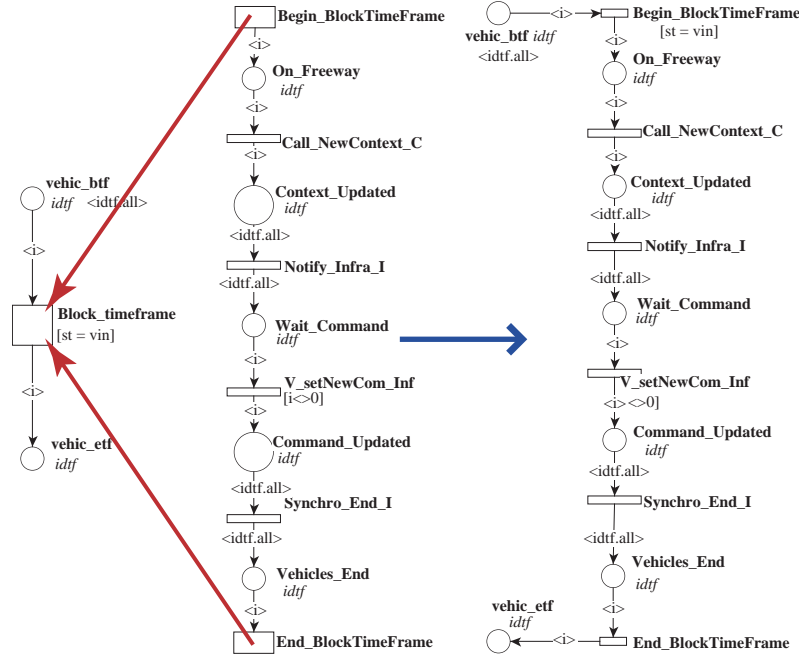 vehic_btf
idtf <idtf.all>
<i>
Block_timeframe
[st = vin]
<i>
vehic_etf
idtf
Begin_BlockTimeFrame
<i>
On_Freeway
idtf
<i>
Call_NewContext_C
<i>
Context_Updated
idtf
<idtf.all>
Notify_Infra_I
<idtf.all>
Wait_Command
idtf
<i>
V_setNewCom_Inf
[i<>0]
<i>
Command_Updated
idtf
<idtf.all>
Synchro_End_I
<idtf.all>
Vehicles_End
idtf
<i>
End_BlockTimeFrame
<i>
Begin_BlockTimeFrame
vehic_btf idtf
[st = vin]
<idtf.all>
<i>
On_Freeway
idtf
<i>
Call_NewContext_C
<i>
Context_Updated
idtf
<idtf.all>
Notify_Infra_I
<idtf.all>
Wait_Command
idtf
<i>
V_setNewCom_Inf
<i> <>0]
Command_Updated
idtf
<idtf.all>
Synchro_End_I
<idtf.all>
Vehicles_End
idtf
<i>
vehic_etf
idtf
<i>
End_BlockTimeFrame